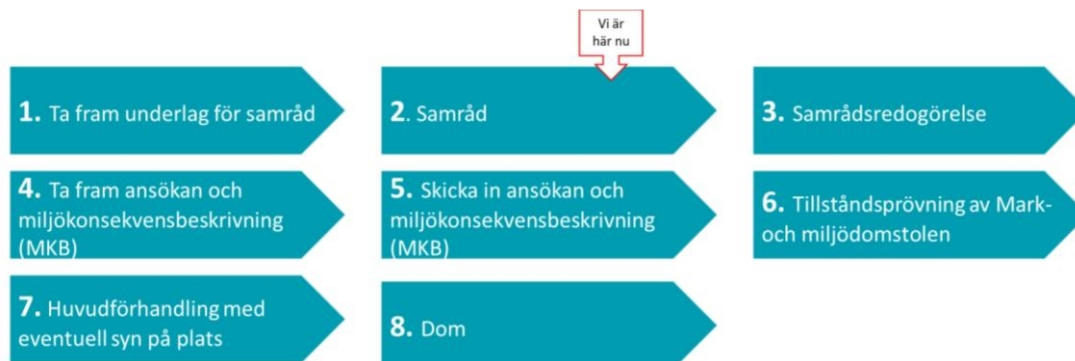 Vi är
här nu
1. Ta fram underlag för samråd
2. Samråd
3. Samrådsredogörelse
4. Ta fram ansökan och
miljökonsekvensbeskrivning
(MKB)
5. Skicka in ansökan och
miljökonsekvensbeskrivning
(MKB)
6. Tillståndsprövning av Mark-
och miljödomstolen
7. Huvudförhandling med
eventuell syn på plats
8. Dom